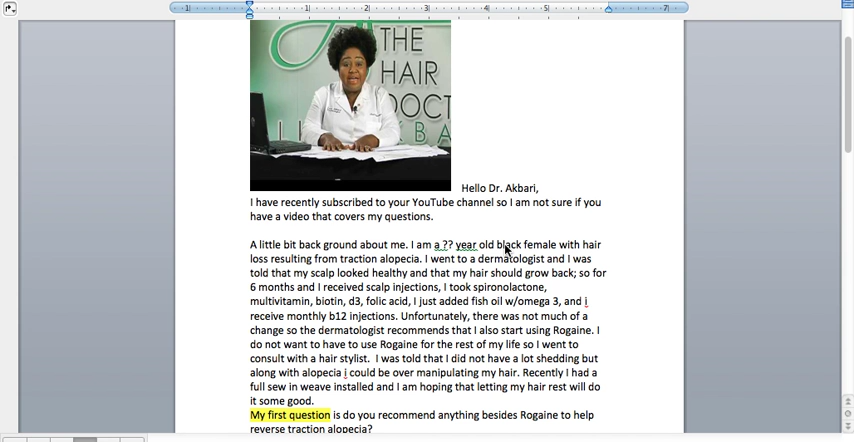 1 1 2 3 4 5 7
THE
HAIR
DOCT
Hello Dr. Akbari,
I have recently subscribed to your YouTube channel so I am not sure if you
have a video that covers my questions.
A little bit back ground about me. I am a ?? year old black female with hair
loss resulting from traction alopecia. I went to a dermatologist and I was
told that my scalp looked healthy and that my hair should grow back; so for
6 months and I received scalp injections, I took spironolactone,
multivitamin, biotin, d3, folic acid, I just added fish oil w/omega 3, and i
receive monthly b12 injections. Unfortunately, there was not much of a
change so the dermatologist recommends that I also start using Rogaine. I
do not want to have to use Rogaine for the rest of my life so I went to
consult with a hair stylist.  I was told that I did not have a lot shedding but
along with alopecia i could be over manipulating my hair. Recently I had a
full sew in weave installed and I am hoping that letting my hair rest will do
it some good.
My first question is do you recommend anything besides Rogaine to help
reverse traction alopecia?